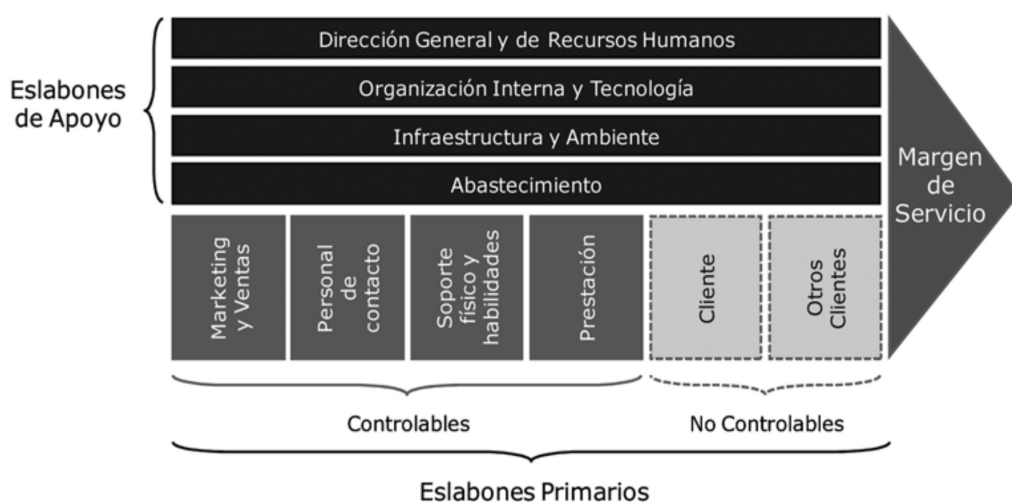 Eslabones
de Apoyo
Dirección General y de Recursos Humanos
Organización Interna y Tecnología
Infraestructura y Ambiente
Abastecimiento
Marketing
y Ventas
Personal
de
contacto
Soporte
físico y
habilidades
Prestación
Cliente
Otros
Clientes
Margen
de
Servicio
Controlables
No Controlables
Eslabones Primarios